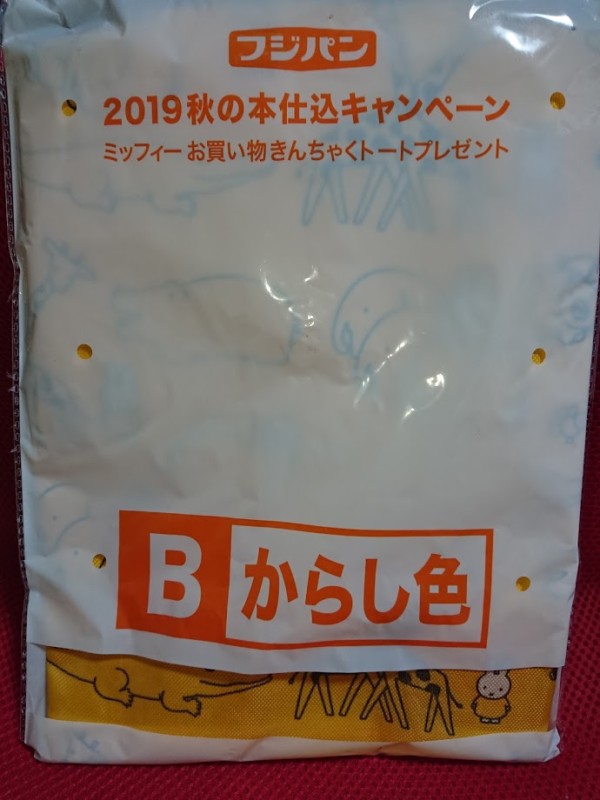 フジパン
2019秋の本仕込キャンペーン
ミッフィー お買い物きんちゃくトートプレゼント
B からし色